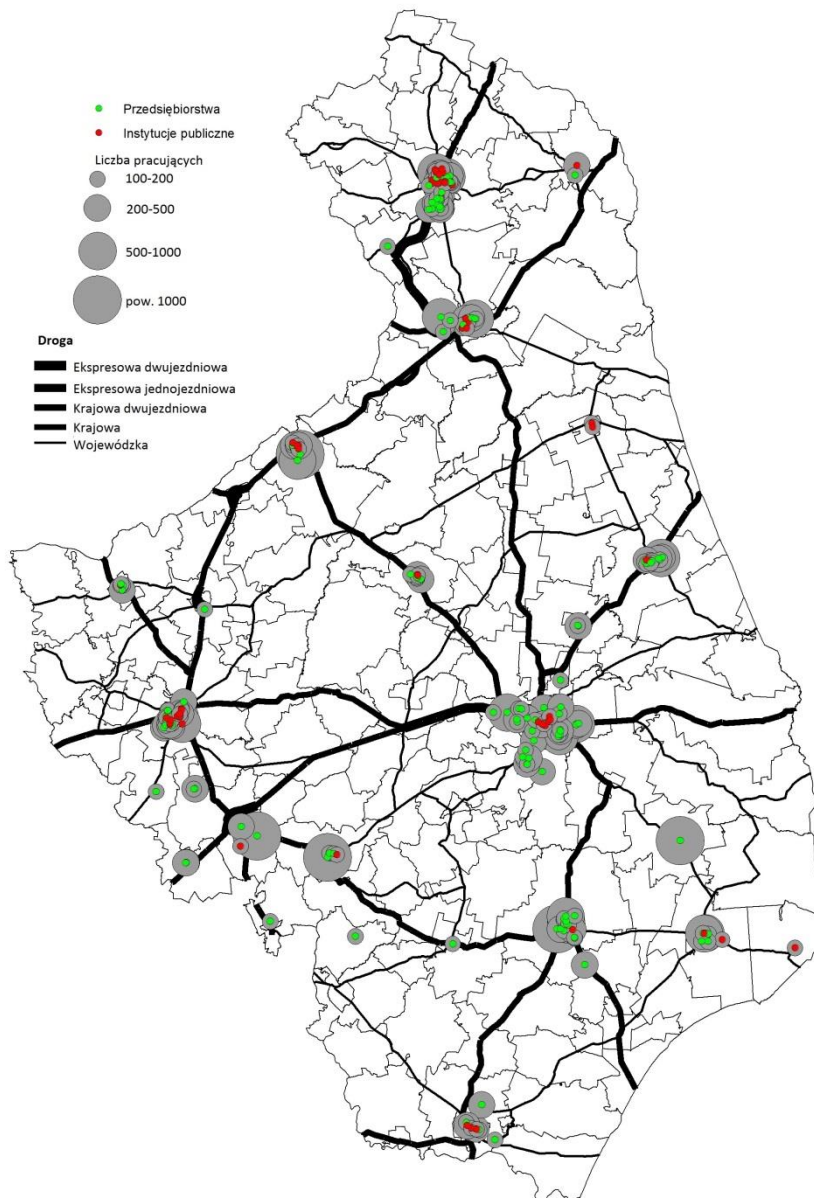 Przedsiębiorstwa
Instytucje publiczne
Liczba pracujących
100-200
200-500
500-1000
pow. 1000
Droga
Ekspresowa dwujezdniowa
Ekspresowa jednojezdniowa
Krajowa dwujezdniowa
Krajowa
Wojewódzka